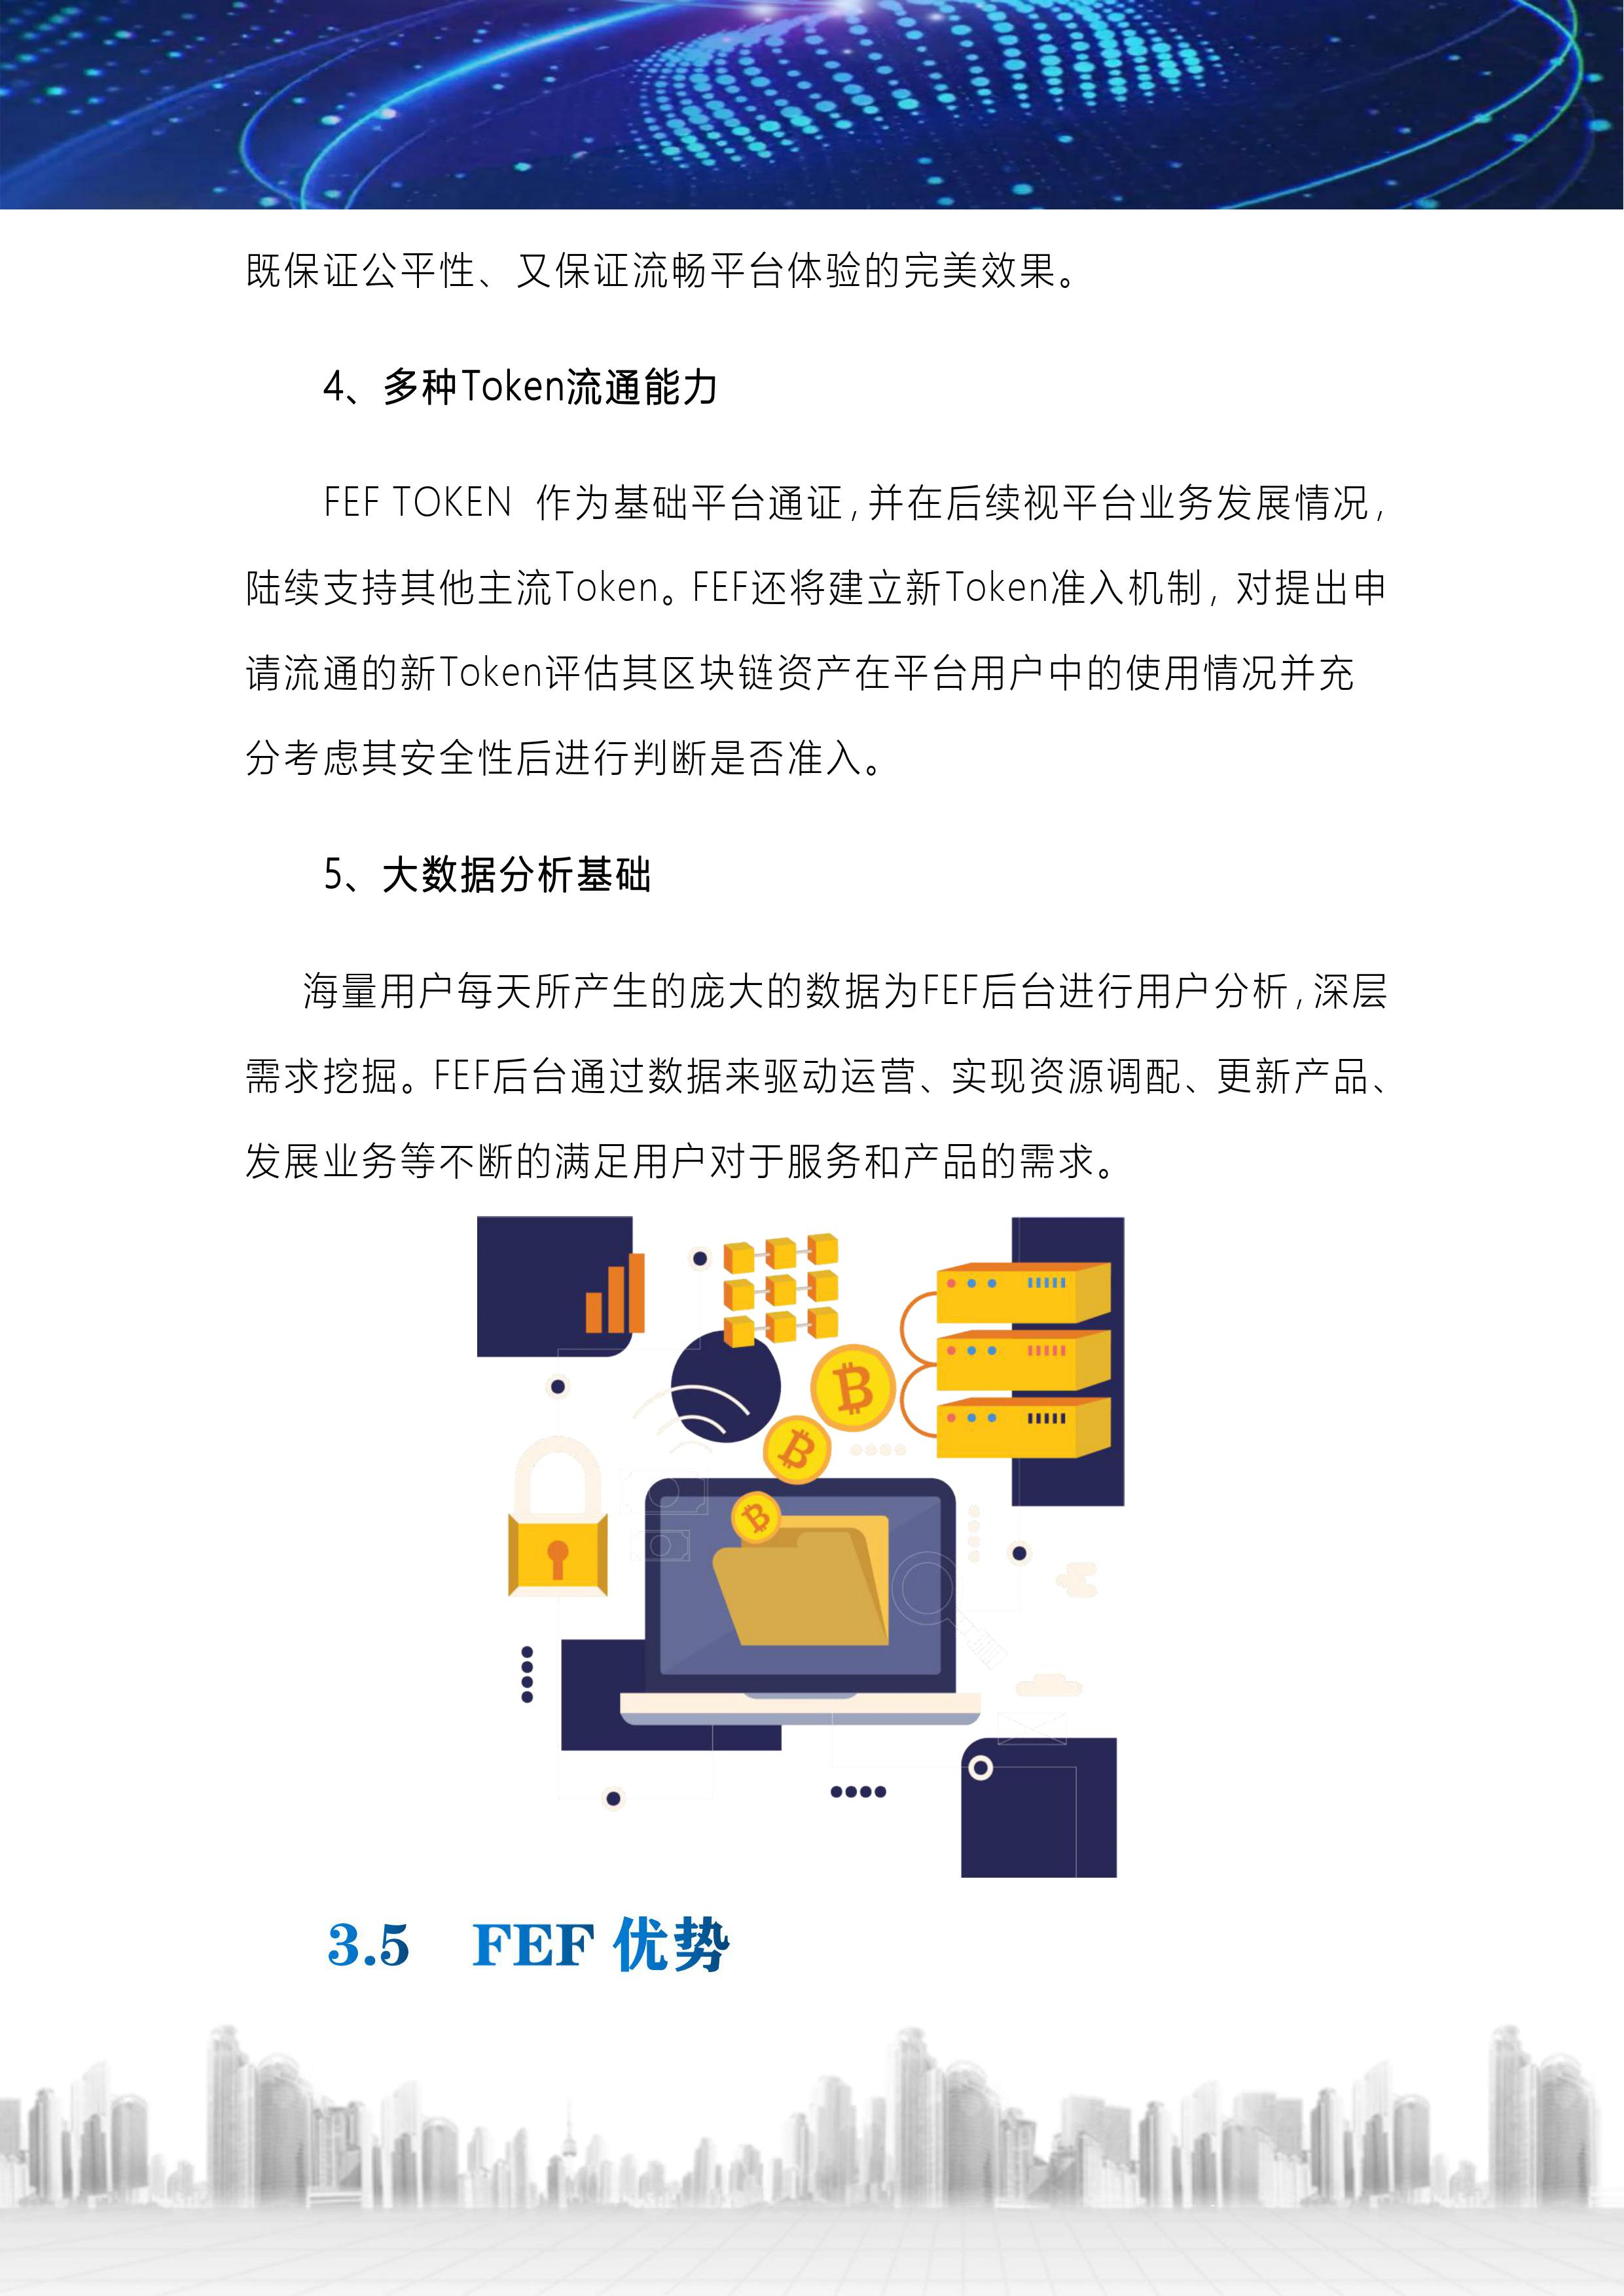 既保证公平性、又保证流畅平台体验的完美效果。
4、多种Token流通能力
FEF TOKEN 作为基础平台通证,并在后续视平台业务发展情况,
陆续支持其他主流Token。FEF还将建立新Token准入机制, 对提出申
请流通的新Token评估其区块链资产在平台用户中的使用情况并充
分考虑其安全性后进行判断是否准入。
5、大数据分析基础
海量用户每天所产生的庞大的数据为FEF后台进行用户分析,深层
需求挖掘。FEF后台通过数据来驱动运营、实现资源调配、更新产品、
发展业务等不断的满足用户对于服务和产品的需求。
3.5 FEF 优势